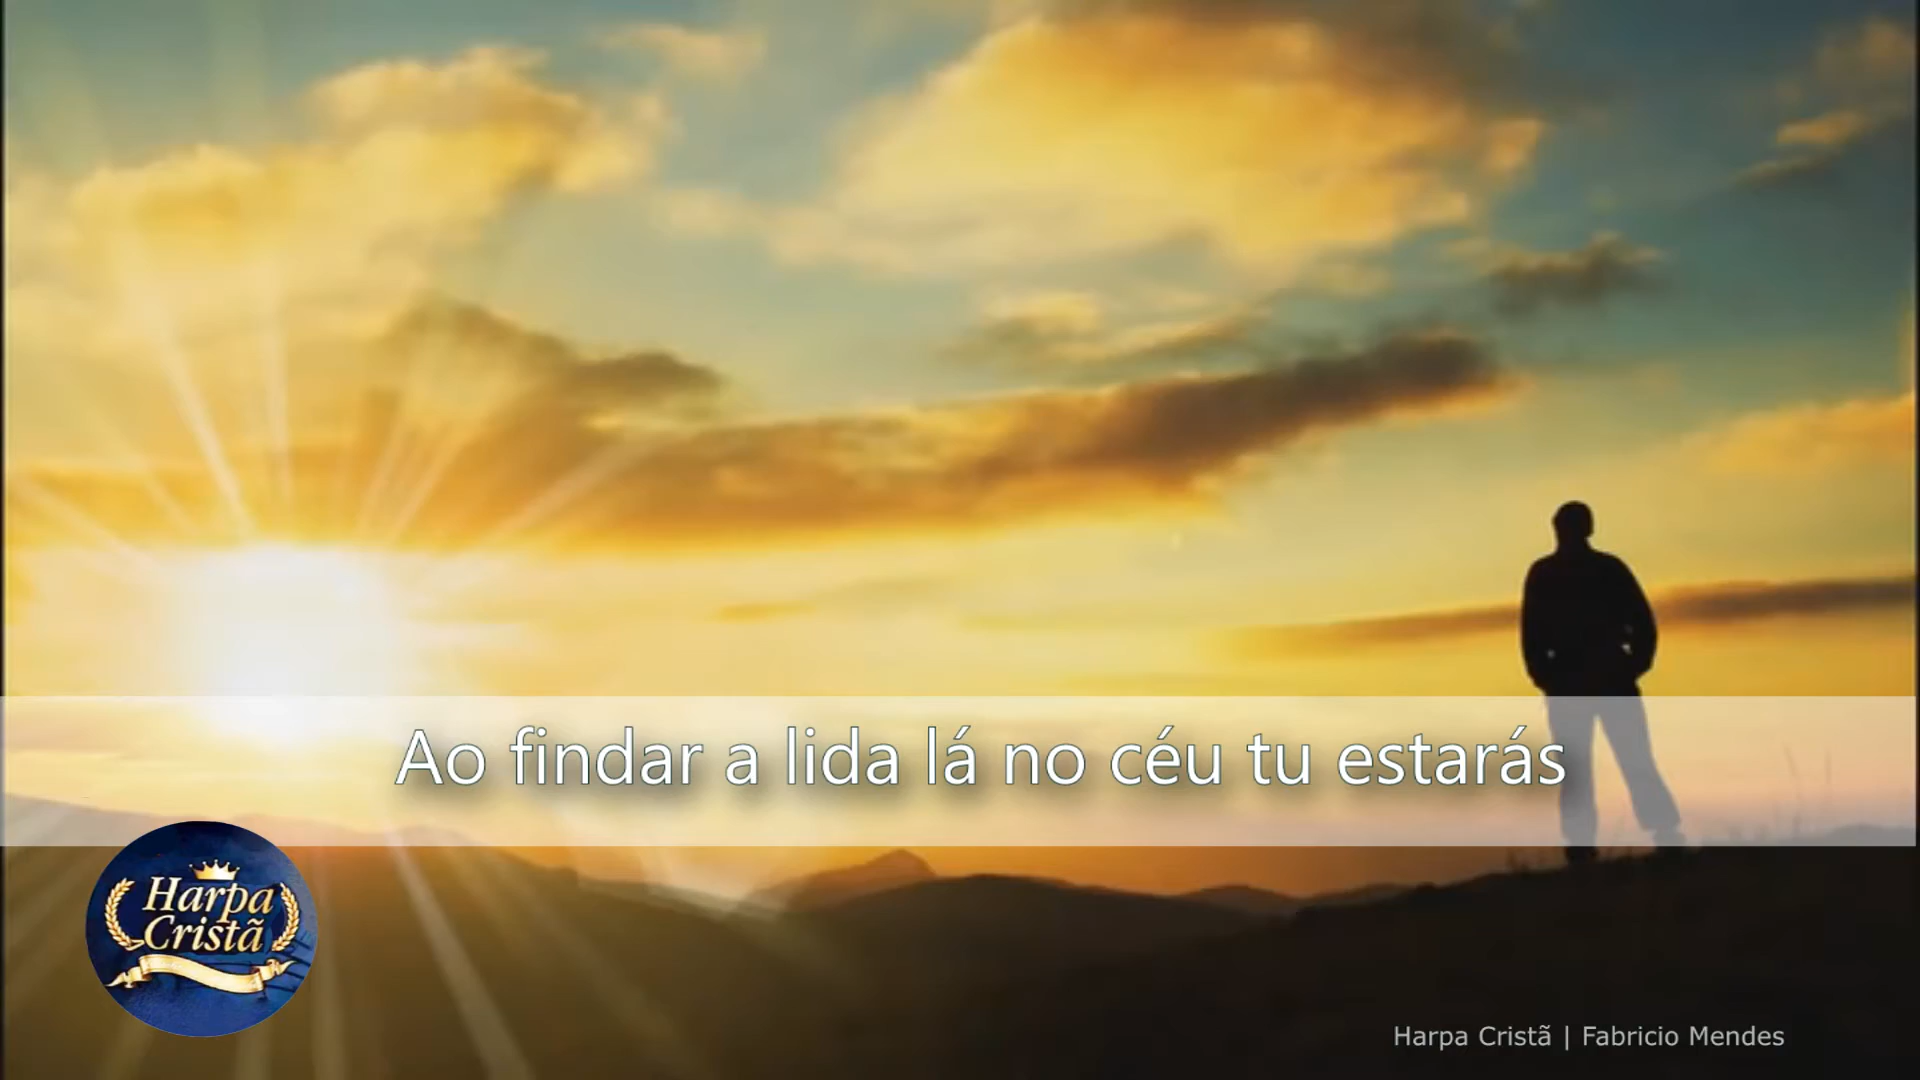 Ao findar a lida lá no céu tu estarás
Harpa
Cristã
Harpa Cristã | Fabricio Mendes